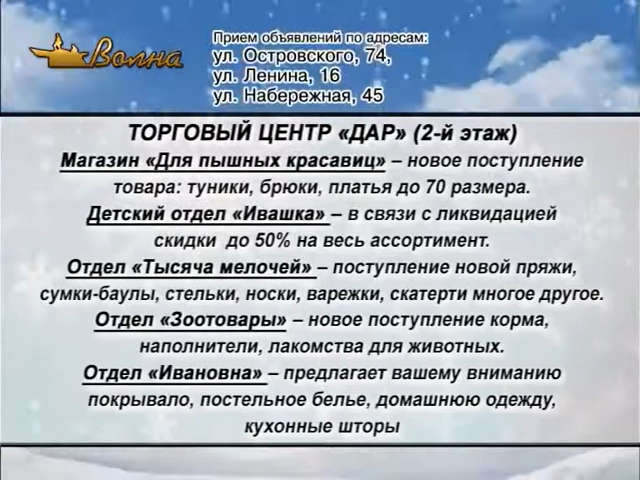 Волна
Прием объявлений по адресам:
ул. Островского, 74,
ул. Ленина, 16
ул. Набережная, 45
ТОРГОВЫЙ ЦЕНТР «ДАР» (2-й этаж)
Магазин «Для пышных красавиц» – новое поступление
товара: туники, брюки, платья до 70 размера.
Детский отдел «Ивашка» – в связи с ликвидацией
скидки до 50% на весь ассортимент.
Отдел «Тысяча мелочей» – поступление новой пряжи,
сумки-баулы, стельки, носки, варежки, скатерти многое другое.
Отдел «Зоотовары» – новое поступление корма,
наполнители, лакомства для животных.
Отдел «Ивановна» – предлагает вашему вниманию
покрывало, постельное белье, домашнюю одежду,
кухонные шторы